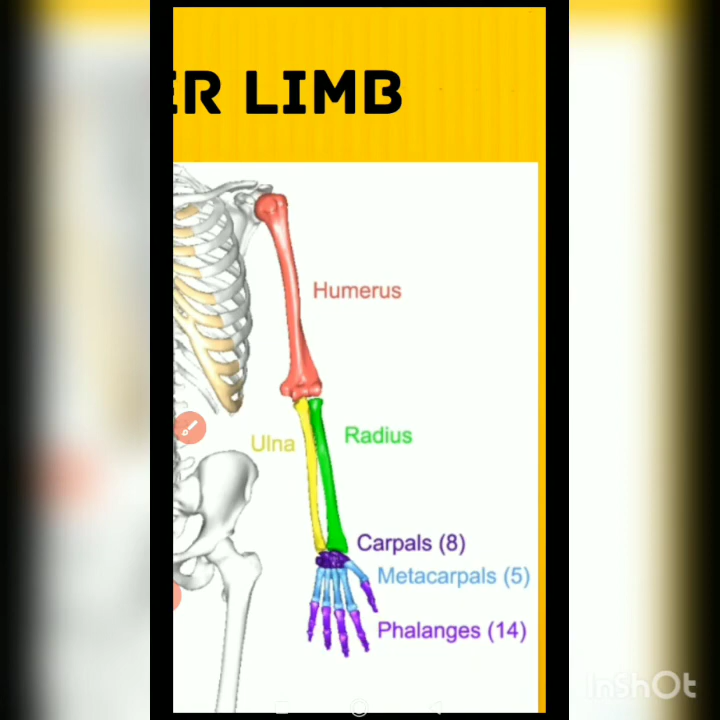 ER LIMB
Humerus
Ulna
Radius
Carpals (8)
Metacarpals (5)
Phalanges (14)
InShOt